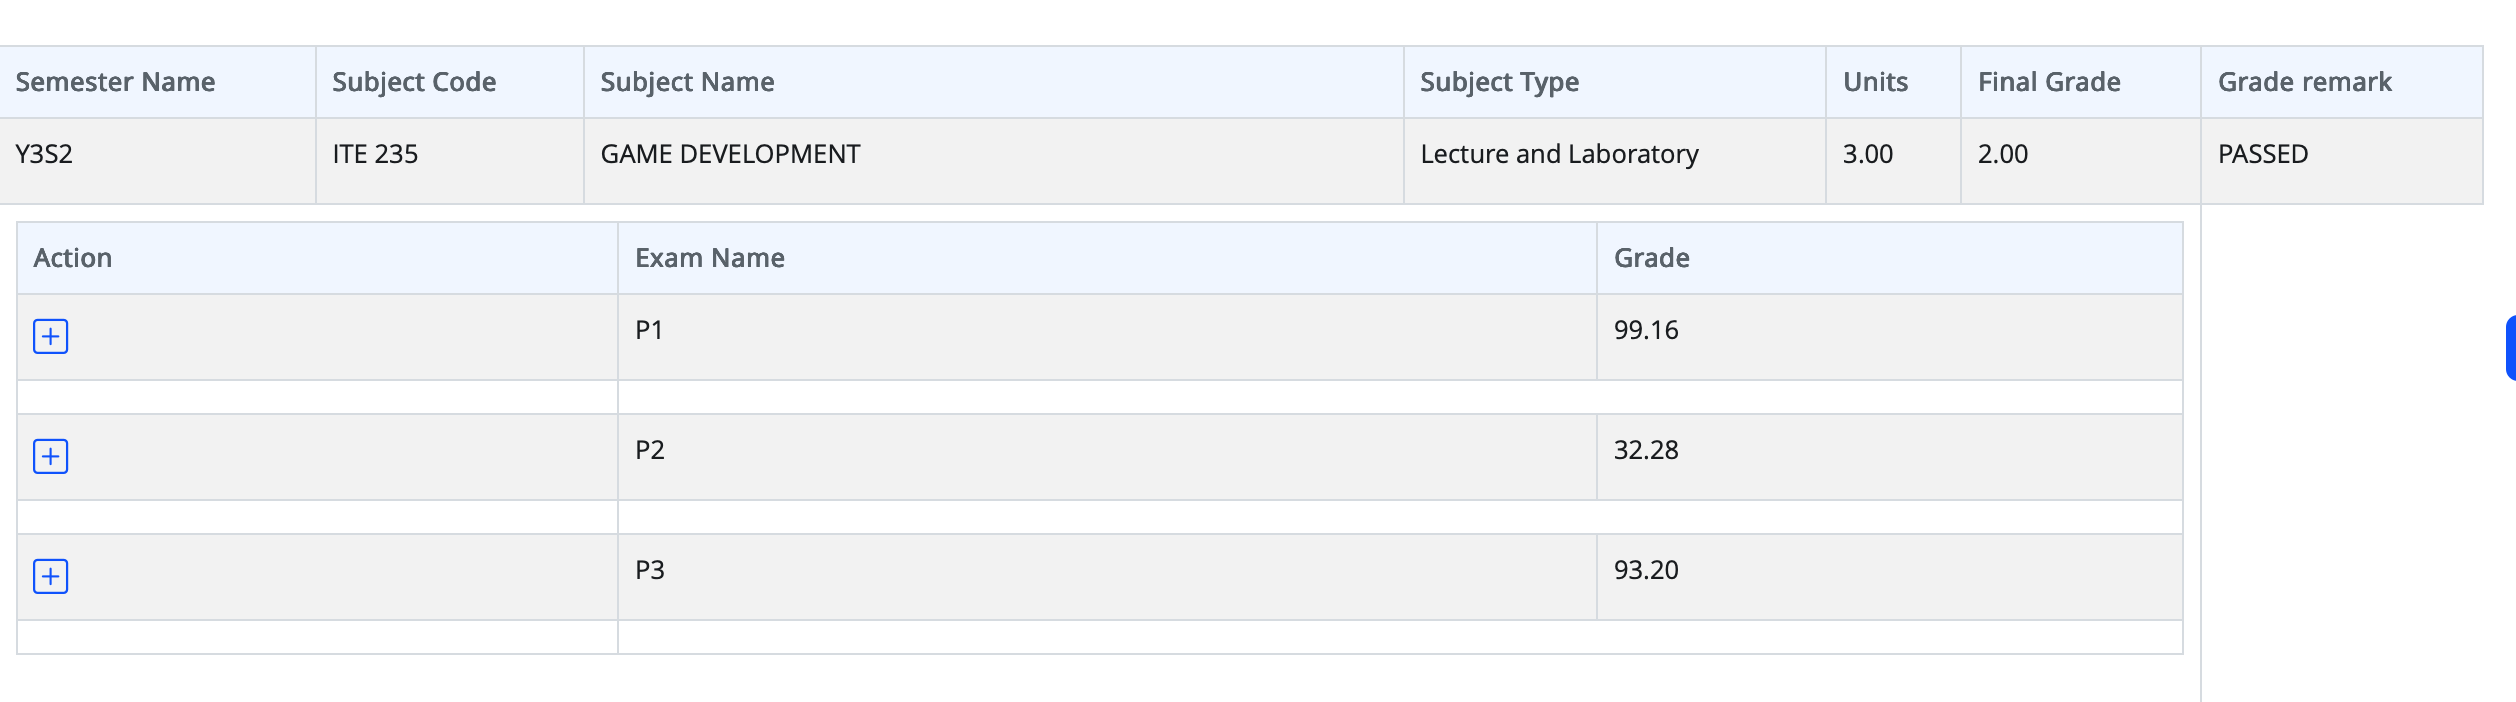 Semester Name Subject Code Subject Name Subject Type Units Final Grade Grade remark
Y3S2 ITE 235 GAME DEVELOPMENT Lecture and Laboratory 3.00 2.00 PASSED
Action Exam Name Grade
P1 99.16
P2 32.28
P3 93.20